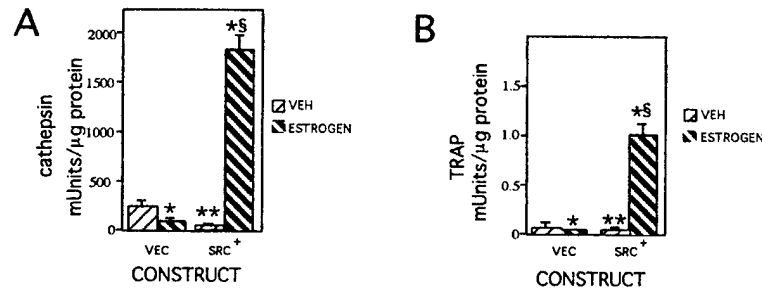 A
cathepsin
mUnits/µg protein
2000
1500
1000
500
0
*
**
*§
VEC
SRC+
CONSTRUCT
VEH
ESTROGEN
B
TRAP
mUnits/µg protein
1.5
1.0
0.5
0
*
**
*§
VEC
SRC+
CONSTRUCT
VEH
ESTROGEN